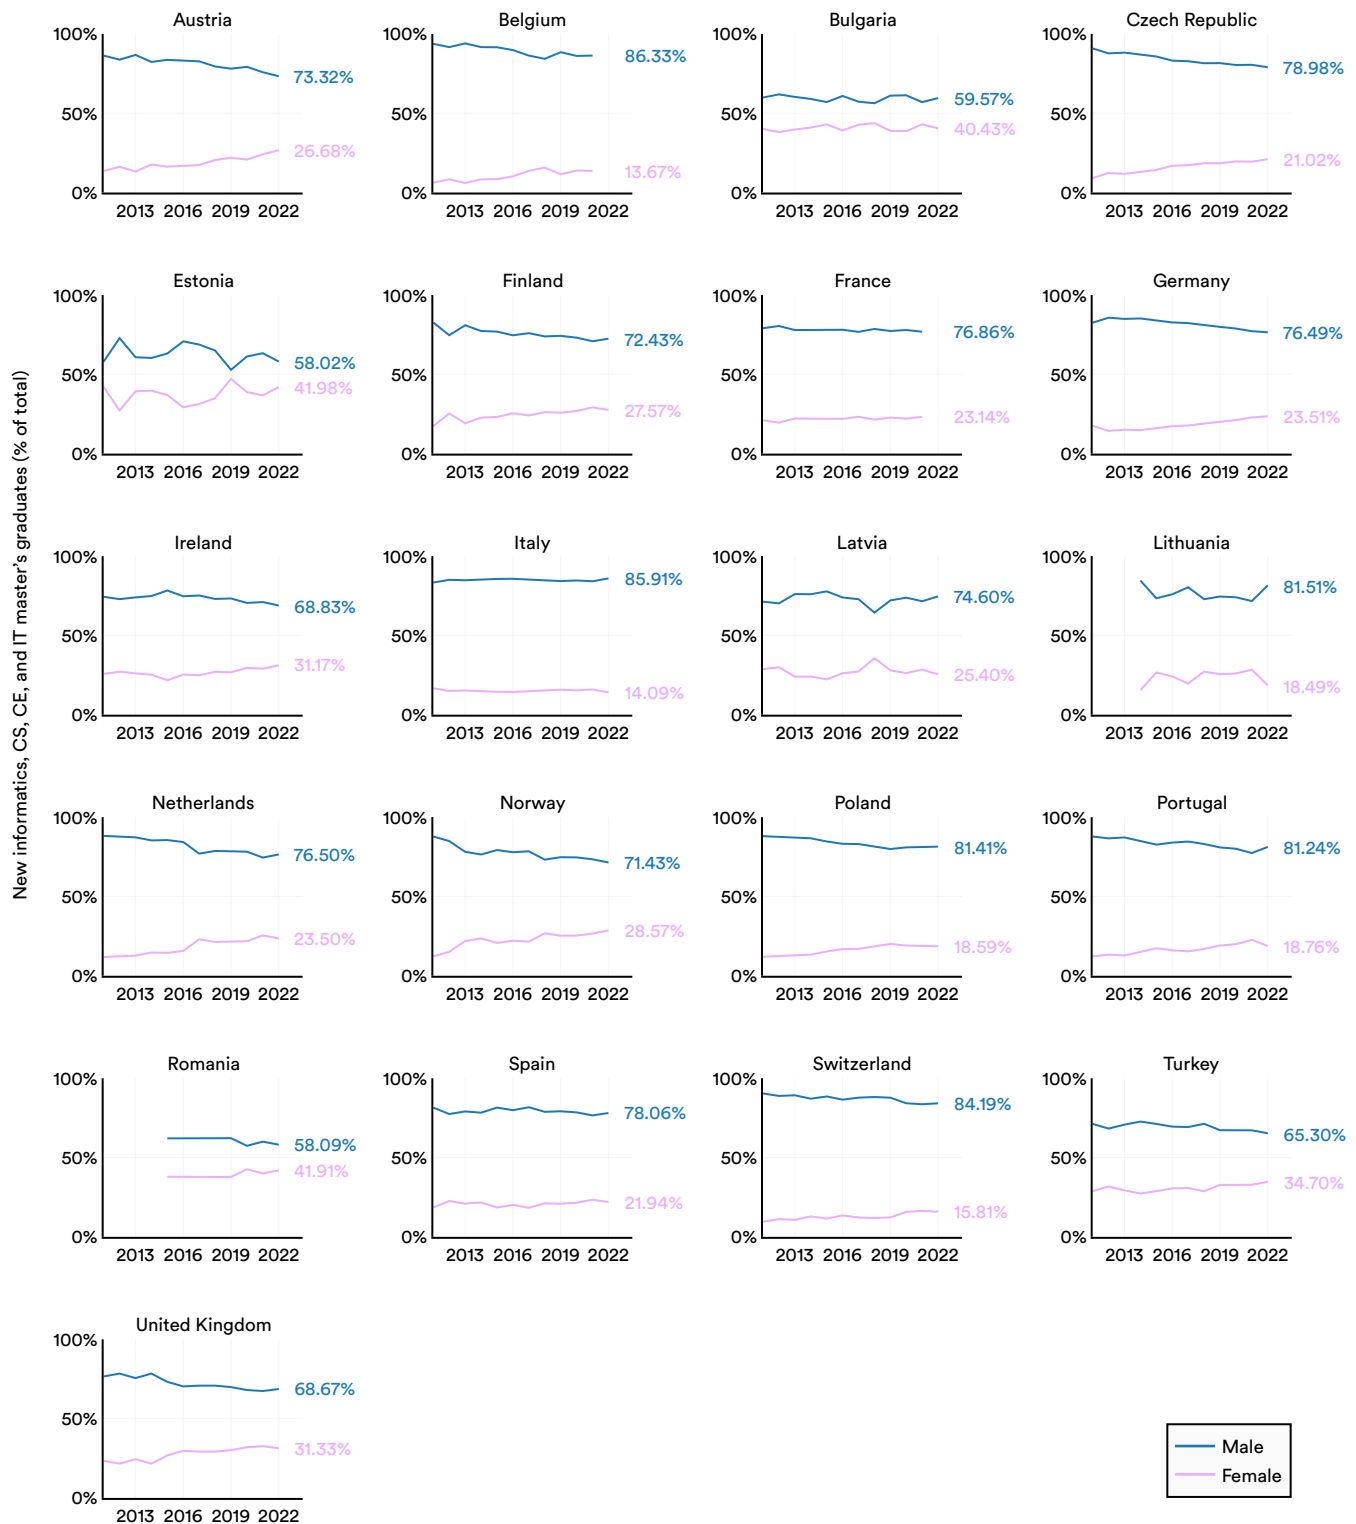 New informatics, CS, CE, and IT master's graduates (% of total)
Austria
100%
50%
0%
73.32%
26.68%
2013 2016 2019 2022
Belgium
100%
50%
0%
86.33%
13.67%
2013 2016 2019 2022
Bulgaria
100%
50%
0%
59.57%
40.43%
2013 2016 2019 2022
Czech Republic
100%
50%
0%
78.98%
21.02%
2013 2016 2019 2022
Estonia
100%
50%
0%
58.02%
41.98%
2013 2016 2019 2022
Finland
100%
50%
0%
72.43%
27.57%
2013 2016 2019 2022
France
100%
50%
0%
76.86%
23.14%
2013 2016 2019 2022
Germany
100%
50%
0%
76.49%
23.51%
2013 2016 2019 2022
Ireland
100%
50%
0%
68.83%
31.17%
2013 2016 2019 2022
Italy
100%
50%
0%
85.91%
14.09%
2013 2016 2019 2022
Latvia
100%
50%
0%
74.60%
25.40%
2013 2016 2019 2022
Lithuania
100%
50%
0%
81.51%
18.49%
2013 2016 2019 2022
Netherlands
100%
50%
0%
76.50%
23.50%
2013 2016 2019 2022
Norway
100%
50%
0%
71.43%
28.57%
2013 2016 2019 2022
Poland
100%
50%
0%
81.41%
18.59%
2013 2016 2019 2022
Portugal
100%
50%
0%
81.24%
18.76%
2013 2016 2019 2022
Romania
100%
50%
0%
58.09%
41.91%
2013 2016 2019 2022
Spain
100%
50%
0%
78.06%
21.94%
2013 2016 2019 2022
Switzerland
100%
50%
0%
84.19%
15.81%
2013 2016 2019 2022
Turkey
100%
50%
0%
65.30%
34.70%
2013 2016 2019 2022
United Kingdom
100%
50%
0%
68.67%
31.33%
2013 2016 2019 2022
Male
Female